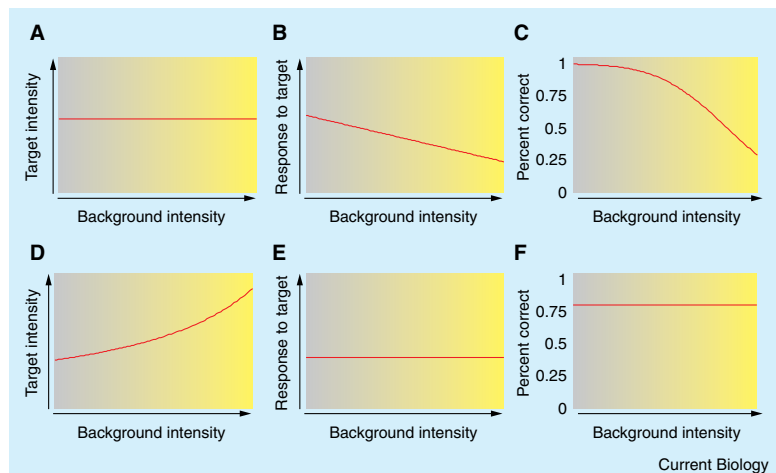 A
Target intensity
Background intensity
B
Response to target
Background intensity
C
Percent correct
1
0.75
0.5
0.25
0
Background intensity
D
Target intensity
Background intensity
E
Response to target
Background intensity
F
Percent correct
1
0.75
0.5
0.25
0
Background intensity
Current Biology